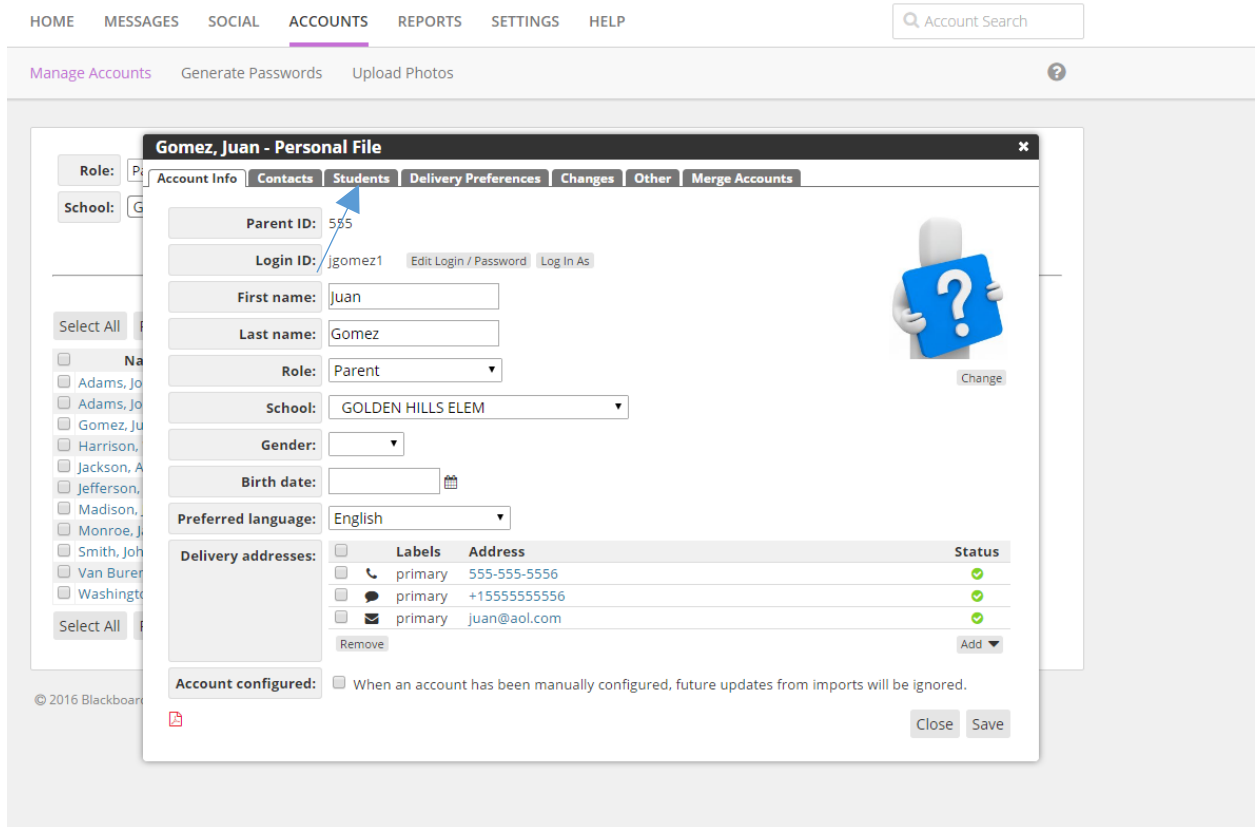 HOME MESSAGES SOCIAL ACCOUNTS REPORTS SETTINGS HELP Account Search
Manage Accounts Generate Passwords Upload Photos
Gomez, Juan - Personal File
Role:
Account Info Contacts Students Delivery Preferences Changes Other Merge Accounts
School: G
Parent ID: 555
Login ID: jgomez1 Edit Login / Password Log In As
First name: Juan
Select All
Last name: Gomez
Na
Role: Parent
Change
Adams, Jo
Adams, Jo
School: GOLDEN HILLS ELEM
Gomez, Ju
Harrison,
Gender:
Jackson, A
Jefferson,
Birth date:
Madison,
Preferred language: English
Monroe, J
Smith, Joh
Delivery addresses: Labels Address Status
Van Buren
primary 555-555-5556
Washingto
primary +15555555556
primary juan@aol.com
Select All
Remove Add
Account configured: When an account has been manually configured, future updates from imports will be ignored.
© 2016 Blackboard
Close Save